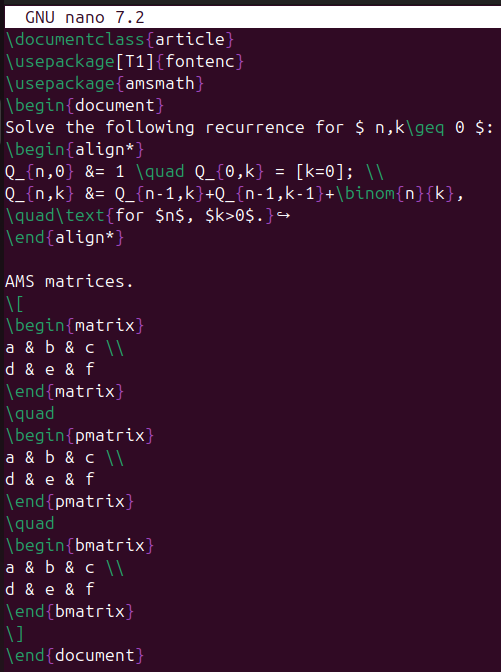 GNU nano 7.2
\documentclass{article}
\usepackage[T1]{fontenc}
\usepackage{amsmath}
\begin{document}
Solve the following recurrence for $ n,k\geq 0 $:
\begin{align*}
Q_{n,0} &= 1 \quad Q_{0,k} = [k=0]; \\
Q_{n,k} &= Q_{n-1,k}+Q_{n-1,k-1}+\binom{n}{k},
\quad\text{for $n$, $k>0$.}↪
\end{align*}

AMS matrices.
\[
\begin{matrix}
a & b & c \\
d & e & f
\end{matrix}
\quad
\begin{pmatrix}
a & b & c \\
d & e & f
\end{pmatrix}
\quad
\begin{bmatrix}
a & b & c \\
d & e & f
\end{bmatrix}
\]
\end{document}